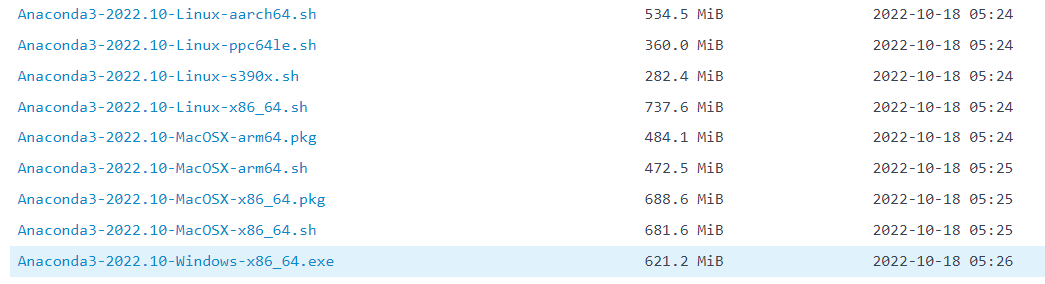 Anaconda3-2022.10-Linux-aarch64.sh 534.5 MiB 2022-10-18 05:24
Anaconda3-2022.10-Linux-ppc64le.sh 360.0 MiB 2022-10-18 05:24
Anaconda3-2022.10-Linux-s390x.sh 282.4 MiB 2022-10-18 05:24
Anaconda3-2022.10-Linux-x86_64.sh 737.6 MiB 2022-10-18 05:24
Anaconda3-2022.10-MacOSX-arm64.pkg 484.1 MiB 2022-10-18 05:24
Anaconda3-2022.10-MacOSX-arm64.sh 472.5 MiB 2022-10-18 05:25
Anaconda3-2022.10-MacOSX-x86_64.pkg 688.6 MiB 2022-10-18 05:25
Anaconda3-2022.10-MacOSX-x86_64.sh 681.6 MiB 2022-10-18 05:25
Anaconda3-2022.10-Windows-x86_64.exe 621.2 MiB 2022-10-18 05:26